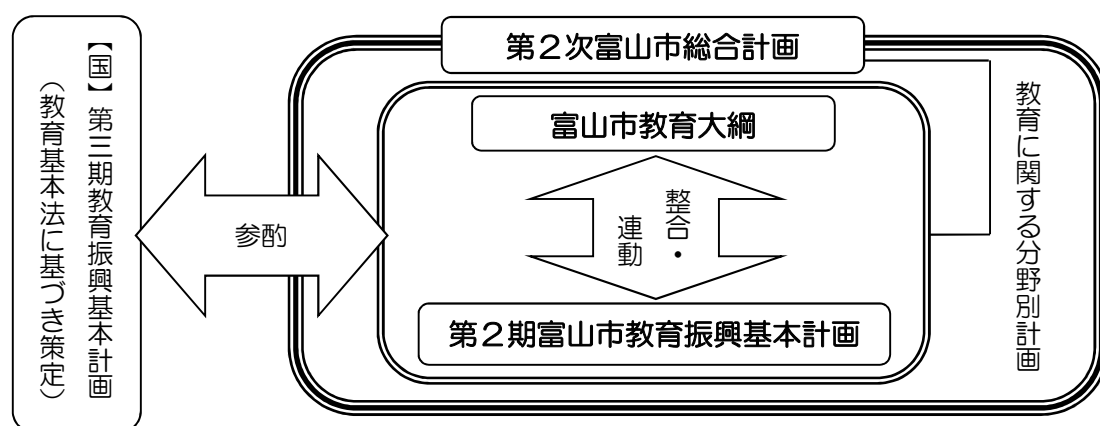 【国】第三期教育振興基本計画
（教育基本法に基づき策定）
参酌
第２次富山市総合計画
富山市教育大綱
整合・
連動
第２期富山市教育振興基本計画
教育に関する分野別計画